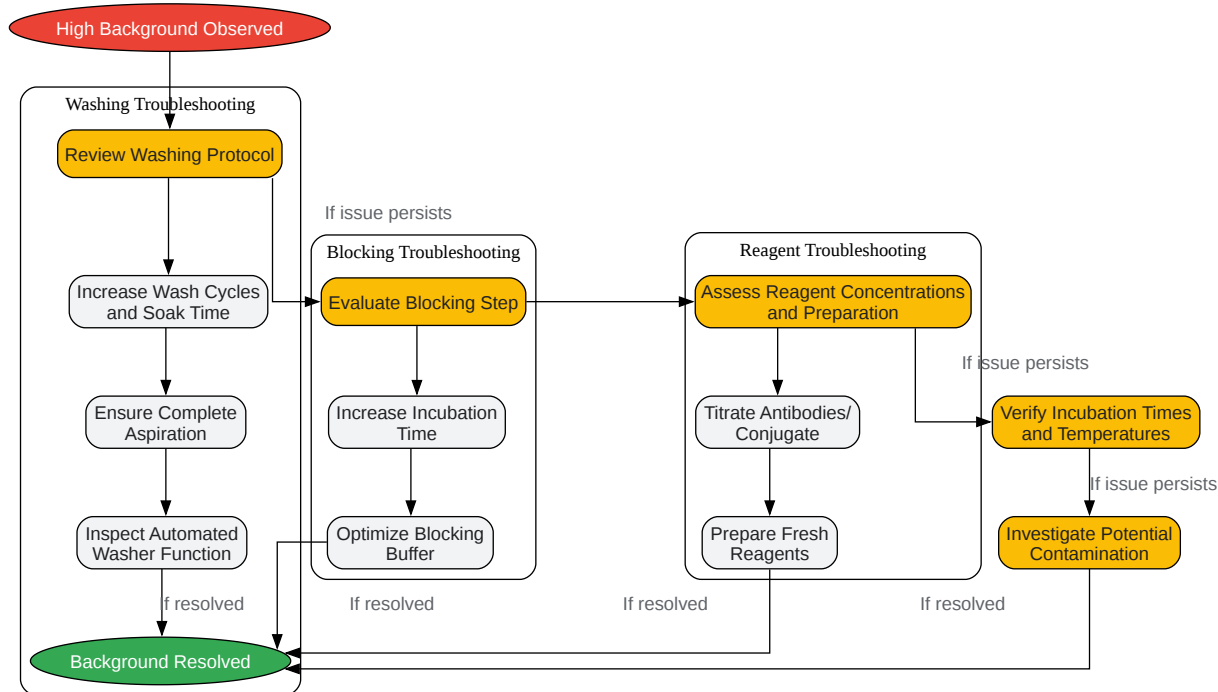 High Background Observed
Washing Troubleshooting
Review Washing Protocol
If issue persists
Blocking Troubleshooting
Reagent Troubleshooting
Increase Wash Cycles
and Soak Time
Evaluate Blocking Step
Assess Reagent Concentrations
and Preparation
If issue persists
Ensure Complete
Aspiration
Increase Incubation
Time
Titrate Antibodies/
Conjugate
Verify Incubation Times
and Temperatures
If issue persists
Inspect Automated
Washer Function
Optimize Blocking
Buffer
Prepare Fresh
Reagents
Investigate Potential
Contamination
If resolved
If resolved
If resolved
If resolved
Background Resolved